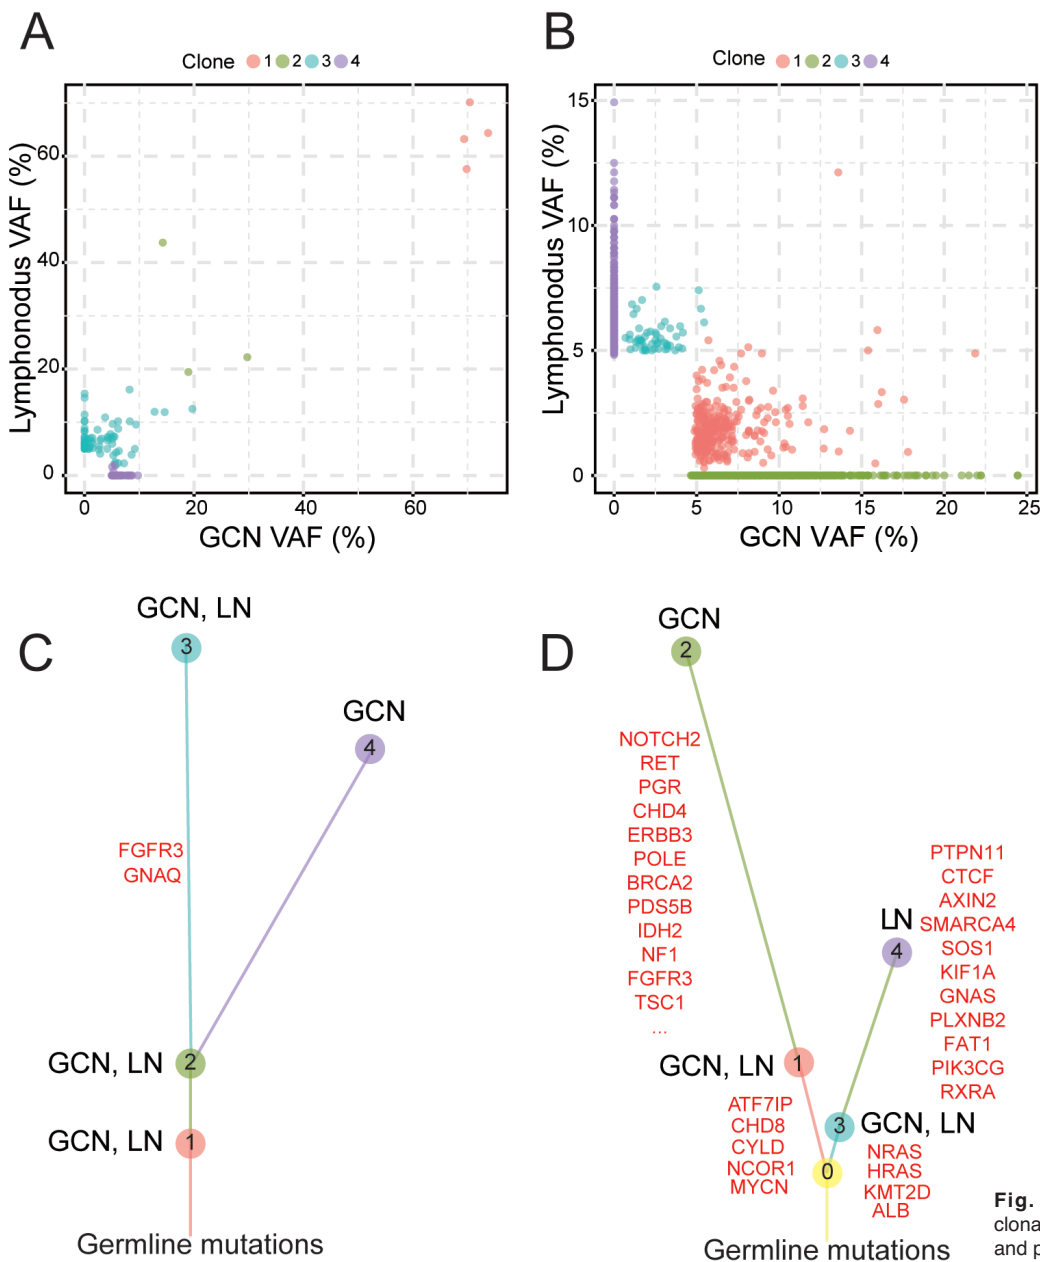 A
Clone 1 2 3 4
Lymphonodus VAF (%)
60
40
20
0
0 20 40 60
GCN VAF (%)
B
Clone 1 2 3 4
Lymphonodus VAF (%)
15
10
5
0
0 5 10 15 20 25
GCN VAF (%)
C
GCN, LN
3
GCN
4
FGFR3
GNAQ
GCN, LN 2
GCN, LN 1
Germline mutations
D
GCN
2
NOTCH2
RET
PGR
CHD4
ERBB3
POLE
BRCA2
PDS5B
IDH2
NF1
FGFR3
TSC1
...
LN
4
PTPN11
CTCF
AXIN2
SMARCA4
SOS1
KIF1A
GNAS
PLXNB2
FAT1
PIK3CG
RXRA
GCN, LN 1
ATF7IP
CHD8
CYLD
NCOR1
MYCN
3 GCN, LN
NRAS
HRAS
KMT2D
ALB
0
Germline mutations
Fig.
clona
and p